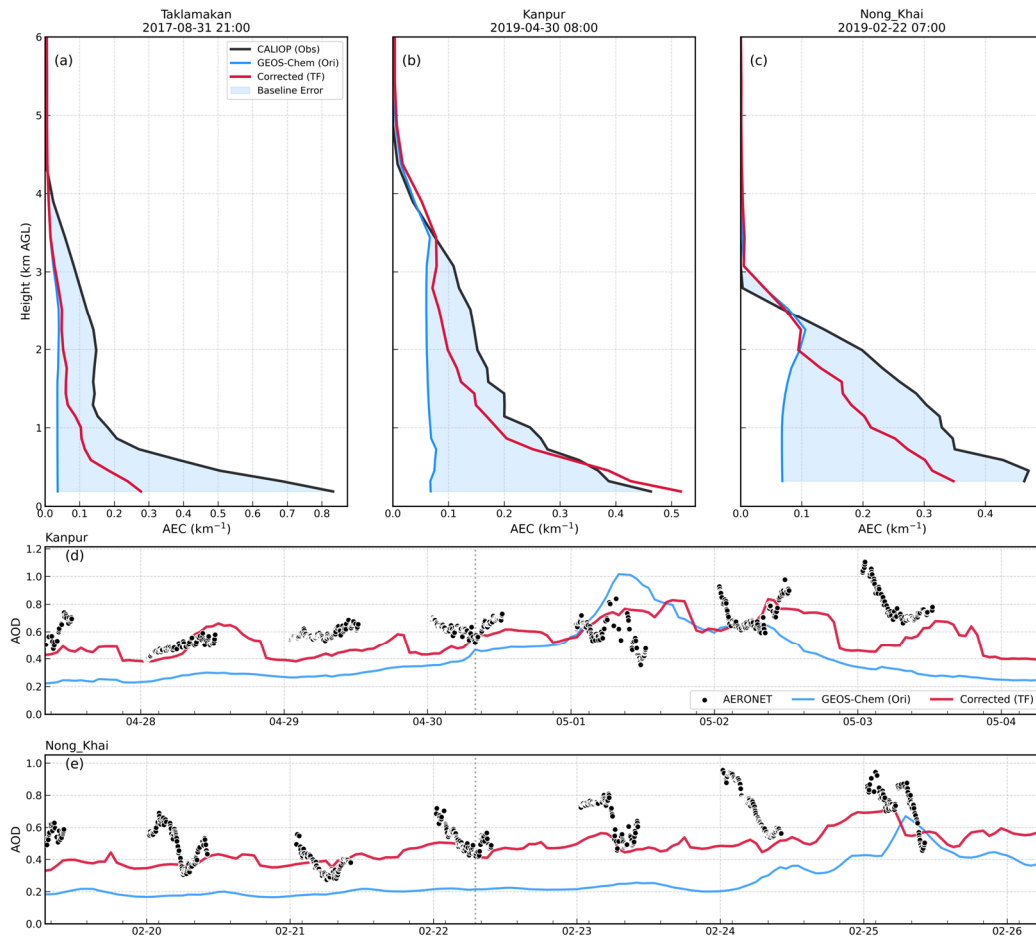 Taklamakan
2017-08-31 21:00
Kanpur
2019-04-30 08:00
Nong_Khai
2019-02-22 07:00
(a)
(b)
(c)
CALIOP (Obs)
GEOS-Chem (Ori)
Corrected (TF)
Baseline Error
Height (km AGL)
6
5
4
3
2
1
0
0.0 0.1 0.2 0.3 0.4 0.5 0.6 0.7 0.8
0.0 0.1 0.2 0.3 0.4 0.5
0.0 0.1 0.2 0.3 0.4
AEC (km⁻¹)
AEC (km⁻¹)
AEC (km⁻¹)
Kanpur
(d)
AOD
1.2
1.0
0.8
0.6
0.4
0.2
0.0
AERONET
GEOS-Chem (Ori)
Corrected (TF)
04-28 04-29 04-30 05-01 05-02 05-03 05-04
Nong_Khai
(e)
AOD
1.0
0.8
0.6
0.4
0.2
0.0
02-20 02-21 02-22 02-23 02-24 02-25 02-26